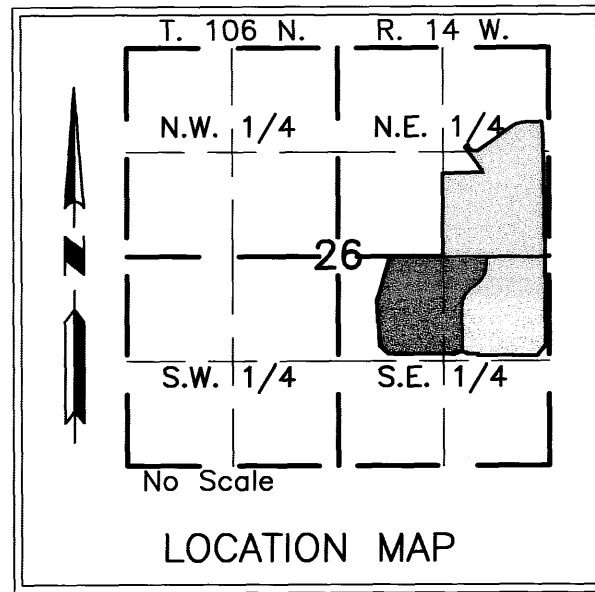 T. 106 N. R. 14 W.
N.W. 1/4 N.E. 1/4
N
26
S.W. 1/4 S.E. 1/4
No Scale
LOCATION MAP